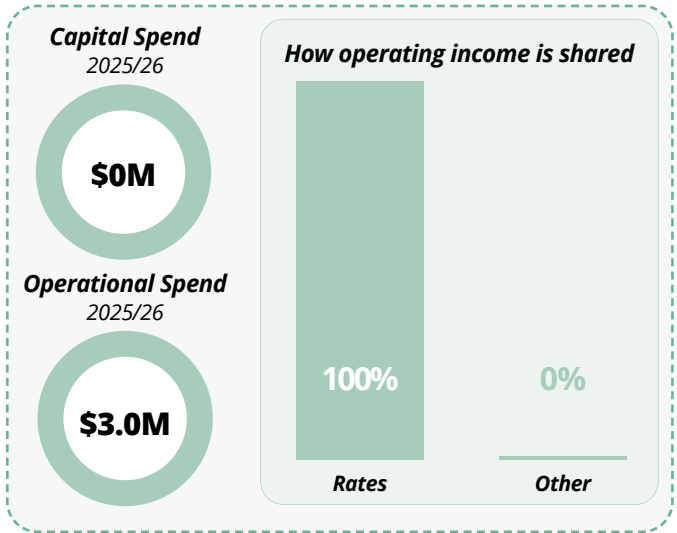 Capital Spend
2025/26
$0M
Operational Spend
2025/26
$3.0M
How operating income is shared
100%
0%
Rates
Other